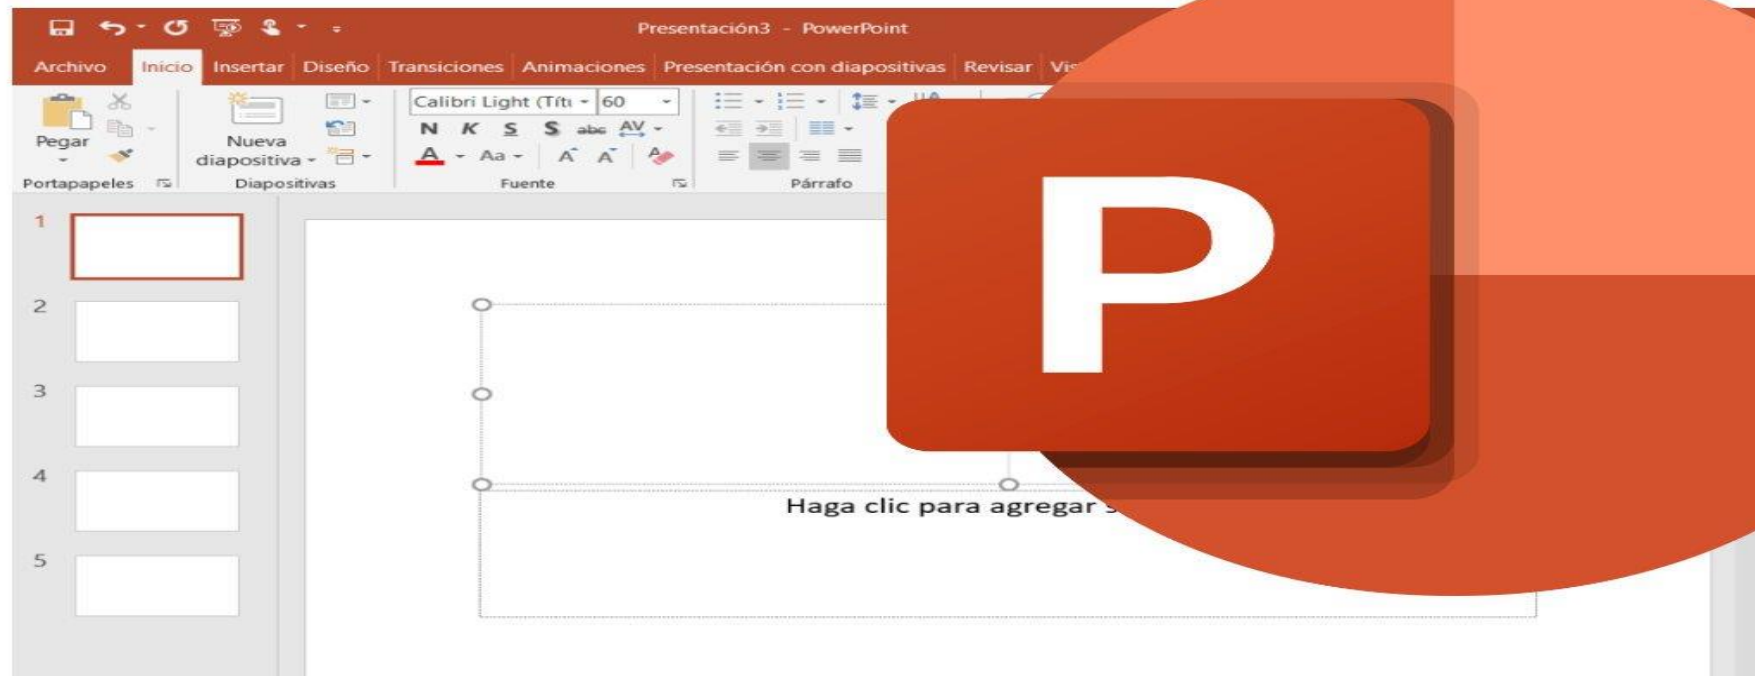 Presentación3 - PowerPoint
Archivo Inicio Insertar Diseño Transiciones Animaciones Presentación con diapositivas Revisar
Calibri Light (Títu 60
N K S S abc AV
Pegar Nueva
diapositiva A Aa A A A
Portapapeles Diapositivas Fuente Párrafo
1
2
3
4
5
P
Haga clic para agregar